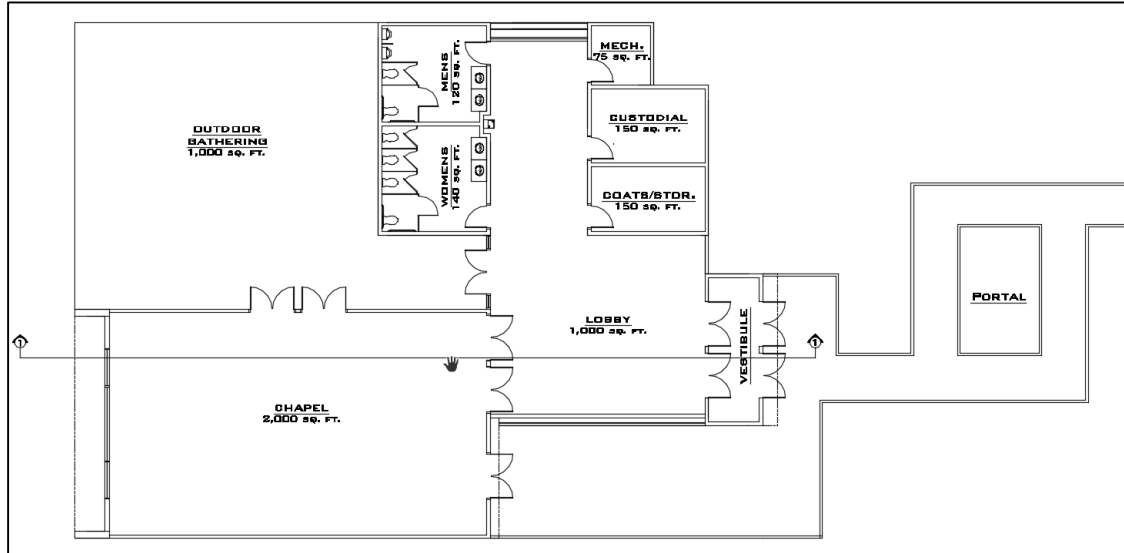 MECH.
75 SQ. FT.
MENS
120 SQ. FT.
CUSTODIAL
150 SQ. FT.
OUTDOOR
GATHERING
1,000 SQ. FT.
WOMENS
140 SQ. FT.
COATS/STOR.
150 SQ. FT.
PORTAL
LOBBY
1,000 SQ. FT.
VESTIBULE
1
1
CHAPEL
2,000 SQ. FT.